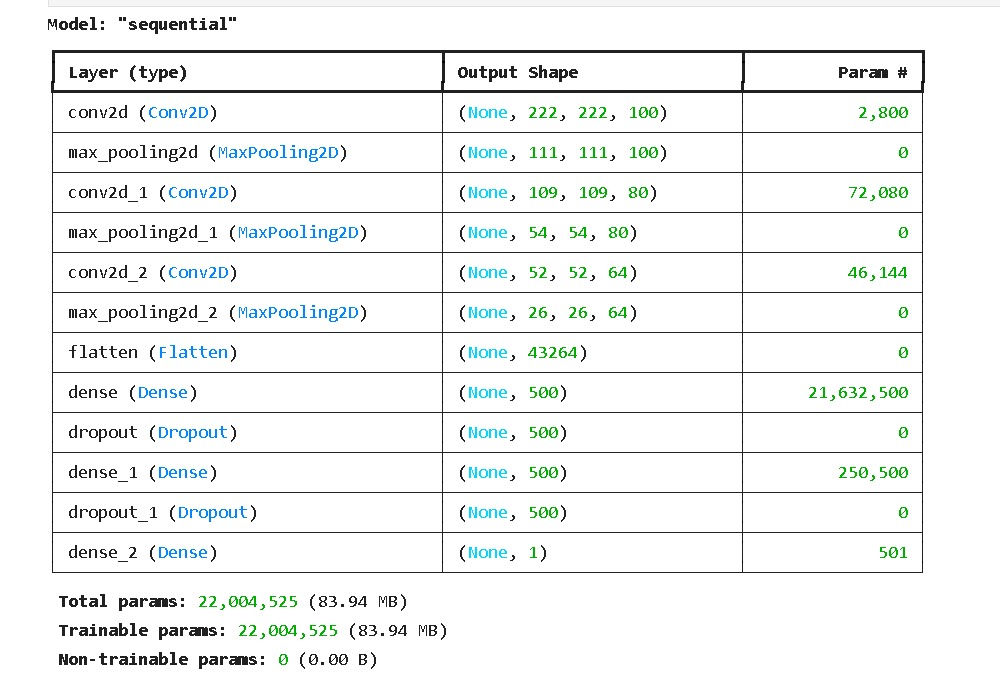 Model: "sequential"
Layer (type) Output Shape Param #
conv2d (Conv2D) (None, 222, 222, 100) 2,800
max_pooling2d (MaxPooling2D) (None, 111, 111, 100) 0
conv2d_1 (Conv2D) (None, 109, 109, 80) 72,080
max_pooling2d_1 (MaxPooling2D) (None, 54, 54, 80) 0
conv2d_2 (Conv2D) (None, 52, 52, 64) 46,144
max_pooling2d_2 (MaxPooling2D) (None, 26, 26, 64) 0
flatten (Flatten) (None, 43264) 0
dense (Dense) (None, 500) 21,632,500
dropout (Dropout) (None, 500) 0
dense_1 (Dense) (None, 500) 250,500
dropout_1 (Dropout) (None, 500) 0
dense_2 (Dense) (None, 1) 501
Total params: 22,004,525 (83.94 MB)
Trainable params: 22,004,525 (83.94 MB)
Non-trainable params: 0 (0.00 B)